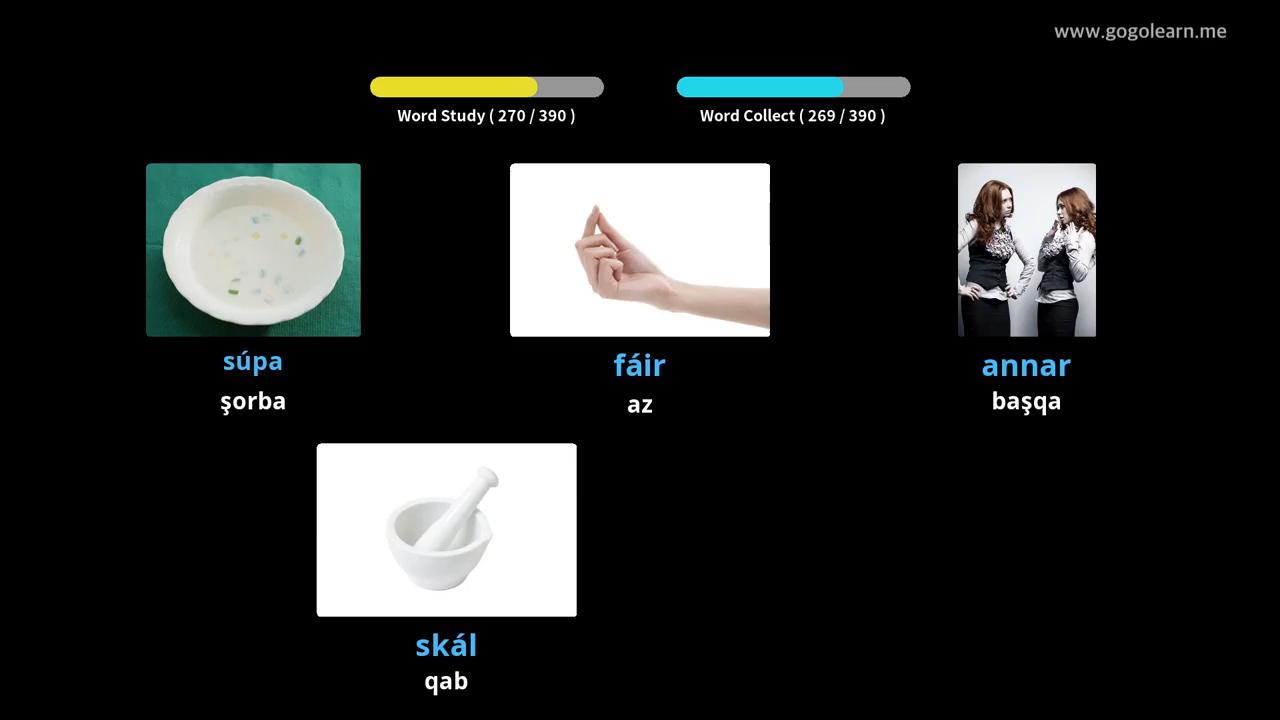 www.gogolearn.me
Word Study ( 270 / 390 )
Word Collect ( 269 / 390 )
súpa
şorba
fáir
az
annar
başqa
skál
qab